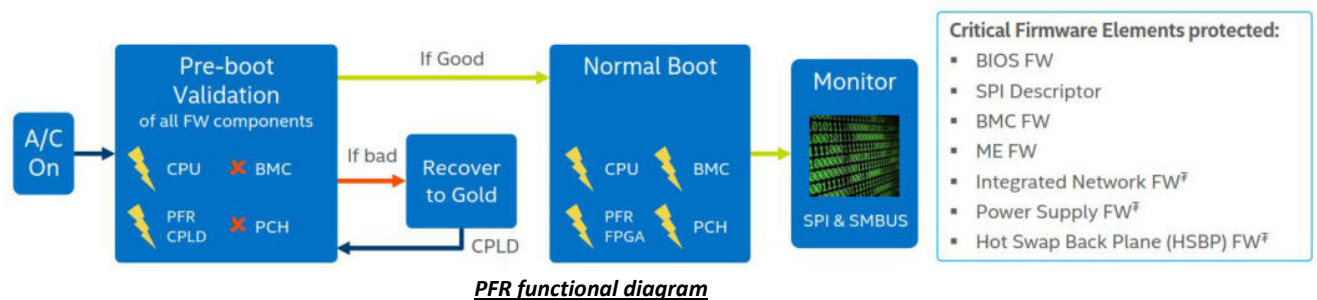 A/C
On
Pre-boot
Validation
of all FW components
CPU
BMC
PFR
CPLD
PCH
If Good
If bad
Recover
to Gold
CPLD
Normal Boot
CPU
BMC
PFR
FPGA
PCH
Monitor
SPI & SMBUS
Critical Firmware Elements protected:
▪ BIOS FW
▪ SPI Descriptor
▪ BMC FW
▪ ME FW
▪ Integrated Network FW₮
▪ Power Supply FW₮
▪ Hot Swap Back Plane (HSBP) FW₮
PFR functional diagram